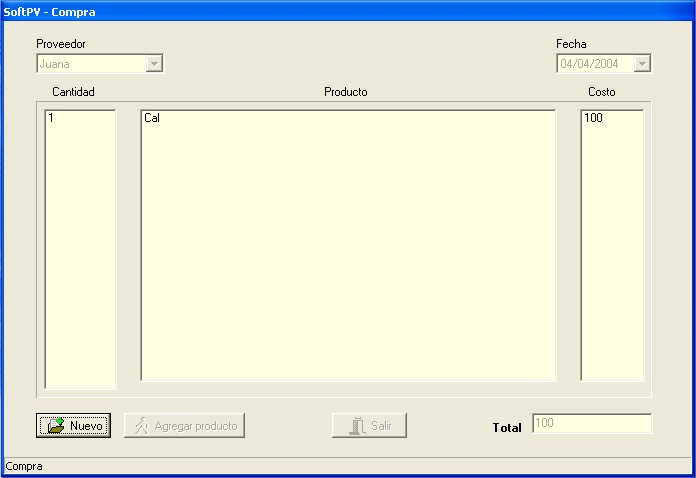 SoftPV - Compra
Proveedor Fecha
Juana 04/04/2004
Cantidad Producto Costo
1 Cal 100
Nuevo Agregar producto Salir Total 100
Compra